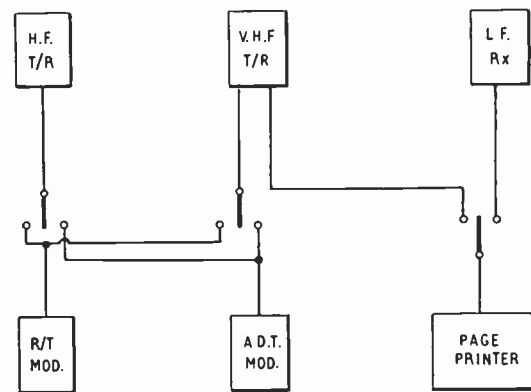 H.F.
T/R
V.H.F
T/R
L F.
Rx
R/T
MOD.
A D.T.
MOD.
PAGE
PRINTER